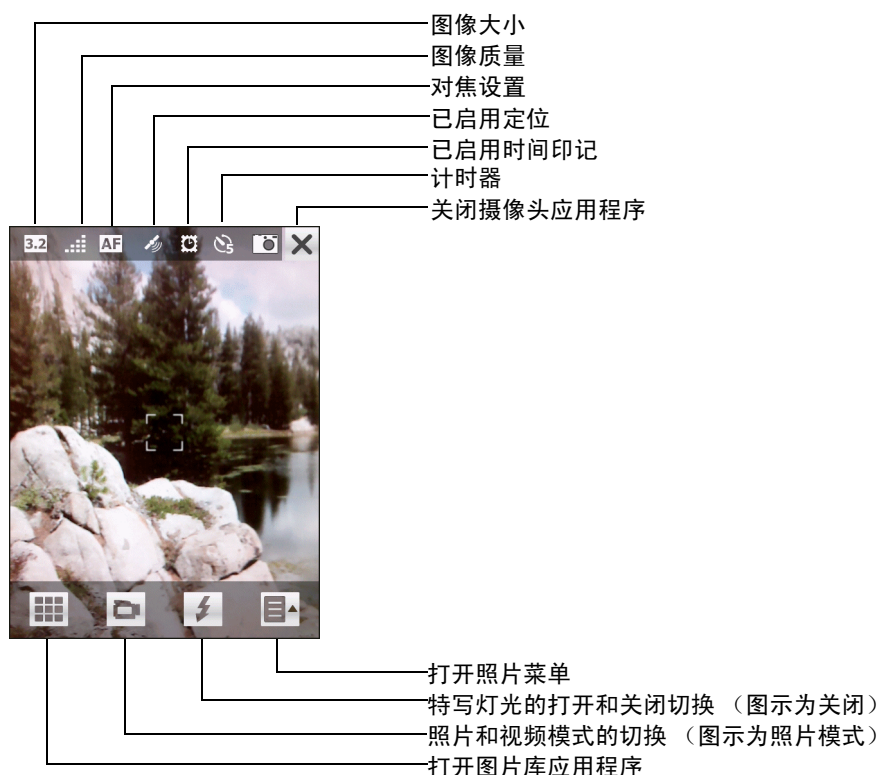 图像大小
图像质量
对焦设置
已启用定位
已启用时间印记
计时器
关闭摄像头应用程序
3.2 AF 5
打开照片菜单
特写灯光的打开和关闭切换 （图示为关闭）
照片和视频模式的切换 （图示为照片模式）
打开图片库应用程序